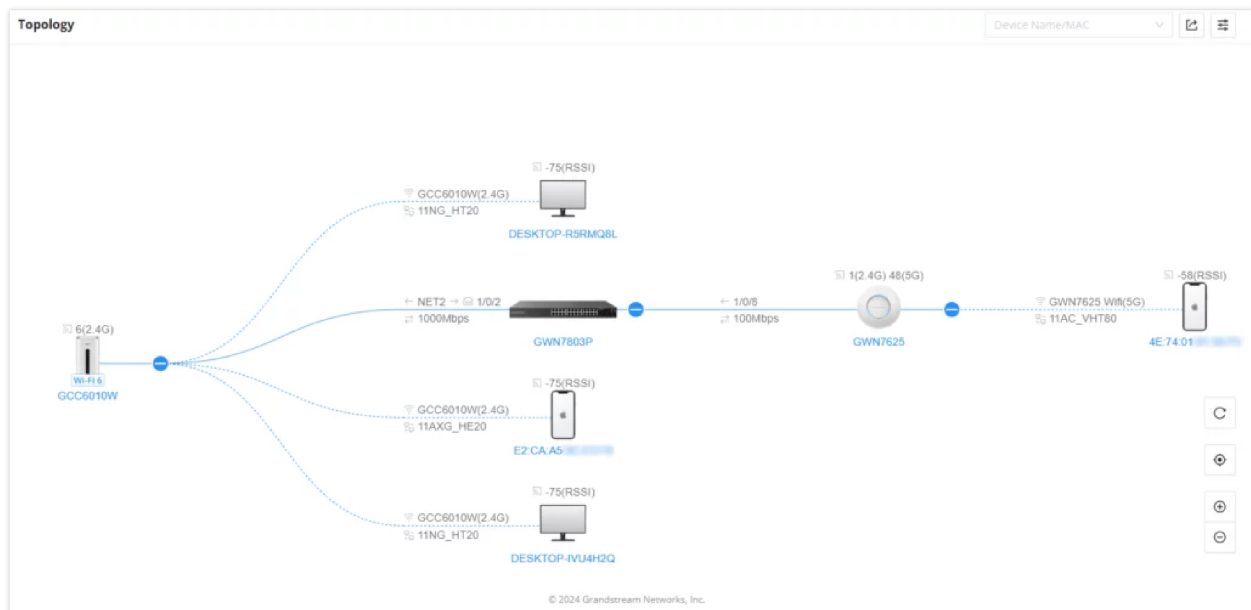 Topology
Device Name/MAC
-75(RSSI)
GCC6010W(2.4G)
11NG_HT20
DESKTOP-R5RMQ8L
6(2.4G)
Wi-Fi 6
GCC6010W
NET2 → 1/0/2
1000Mbps
GWN7803P
← 1/0/8
100Mbps
1(2.4G) 48(5G)
GWN7625
GWN7625 Wifi(5G)
11AC_VHT80
-58(RSSI)
4E:74:01
-75(RSSI)
GCC6010W(2.4G)
11AXG_HE20
E2:CA:A5
-75(RSSI)
GCC6010W(2.4G)
11NG_HT20
DESKTOP-IVU4H2Q
© 2024 Grandstream Networks, Inc.